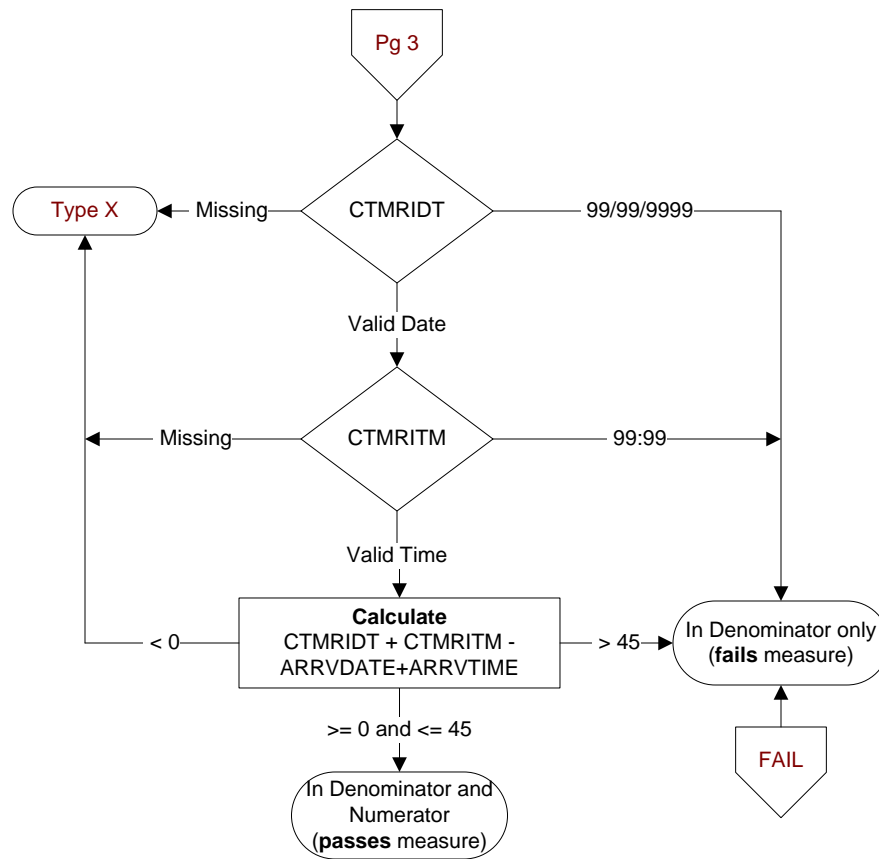 Pg 3
Type X
Missing
CTMRIDT
99/99/9999
Valid Date
Missing
CTMRITM
99:99
Valid Time
< 0
Calculate
CTMRIDT + CTMRITM -
ARRVDATE+ARRVTIME
> 45
In Denominator only
(fails measure)
>= 0 and <= 45
FAIL
In Denominator and
Numerator
(passes measure)